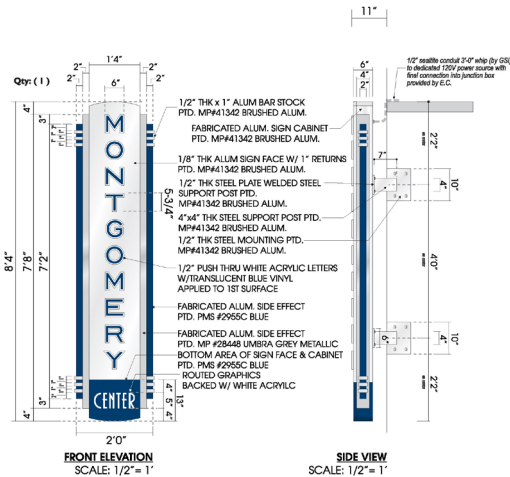 11"
1/2" sealtite conduit 3'-0" whip (by GSI)
to dedicated 120V power source with
final connection into junction box
provided by E.C.
6"
4"
2"
1'4"
2" 2"
2" 2"
6"
Qty: ( 1 )
4"
3"
8'4"
7'8"
7'2"
3"
4"
MONTGOMERY
CENTER
5-3/4"
4"
5"
4"
13"
2'0"
1/2" THK x 1" ALUM BAR STOCK
PTD. MP#41342 BRUSHED ALUM.
FABRICATED ALUM. SIGN CABINET
PTD. MP#41342 BRUSHED ALUM.
1/8" THK ALUM SIGN FACE W/ 1" RETURNS
PTD. MP#41342 BRUSHED ALUM.
1/2" THK STEEL PLATE WELDED STEEL
SUPPORT POST PTD.
MP#41342 BRUSHED ALUM.
4"x4" THK STEEL SUPPORT POST PTD.
MP#41342 BRUSHED ALUM.
1/2" THK STEEL MOUNTING PTD.
MP#41342 BRUSHED ALUM.
1/2" PUSH THRU WHITE ACRYLIC LETTERS
W/TRANSLUCENT BLUE VINYL
APPLIED TO 1ST SURFACE
FABRICATED ALUM. SIDE EFFECT
PTD. PMS #2955C BLUE
FABRICATED ALUM. SIDE EFFECT
PTD. MP #28448 UMBRA GREY METALLIC
BOTTOM AREA OF SIGN FACE & CABINET
PTD. PMS #2955C BLUE
ROUTED GRAPHICS
BACKED W/ WHITE ACRYILC
2'2"
7"
4"
10"
4'0"
6"
4"
10"
2'2"
FRONT ELEVATION
SCALE: 1/2"= 1'
SIDE VIEW
SCALE: 1/2"= 1'